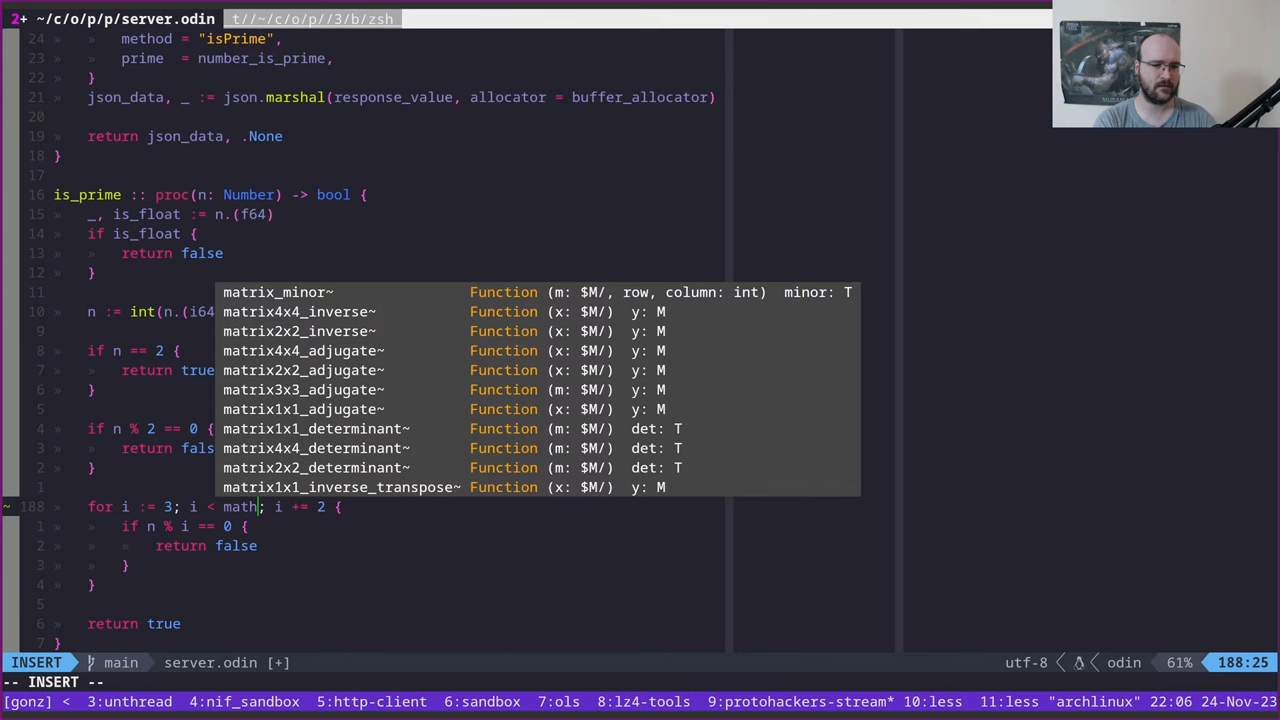 2+ ~/c/o/p/p/server.odin t//~/c/o/p//3/b/zsh
24 » » method = "isPrime",
23 » » prime  = number_is_prime,
22 » » }
21 » json_data, _ := json.marshal(response_value, allocator = buffer_allocator)
20
19 » return json_data, .None
18 }
17
16 is_prime :: proc(n: Number) -> bool {
15 » _, is_float := n.(f64)
14 » if is_float {
13 » » return false
12 » }
11 matrix_minor~ Function (m: $M/, row, column: int)  minor: T
10 » n := int(n.(i64 matrix4x4_inverse~ Function (x: $M/)  y: M
9 matrix2x2_inverse~ Function (x: $M/)  y: M
8 » if n == 2 { matrix4x4_adjugate~ Function (x: $M/)  y: M
7 » » return true matrix2x2_adjugate~ Function (x: $M/)  y: M
6 » } matrix3x3_adjugate~ Function (m: $M/)  y: M
5 matrix1x1_adjugate~ Function (x: $M/)  y: M
4 » if n % 2 == 0 { matrix1x1_determinant~ Function (m: $M/)  det: T
3 » » return fals matrix4x4_determinant~ Function (m: $M/)  det: T
2 » } matrix2x2_determinant~ Function (m: $M/)  det: T
1 matrix1x1_inverse_transpose~ Function (x: $M/)  y: M
~ 188 » for i := 3; i < math; i += 2 {
1 » » if n % i == 0 {
2 » » » return false
3 » » }
4 » }
5
6 » return true
7 }
INSERT main server.odin [+] utf-8 odin 61% 188:25
-- INSERT --
[gonz] < 3:unthread 4:nif_sandbox 5:http-client 6:sandbox 7:ols 8:lz4-tools 9:protohackers-stream* 10:less 11:less "archlinux" 22:06 24-Nov-23